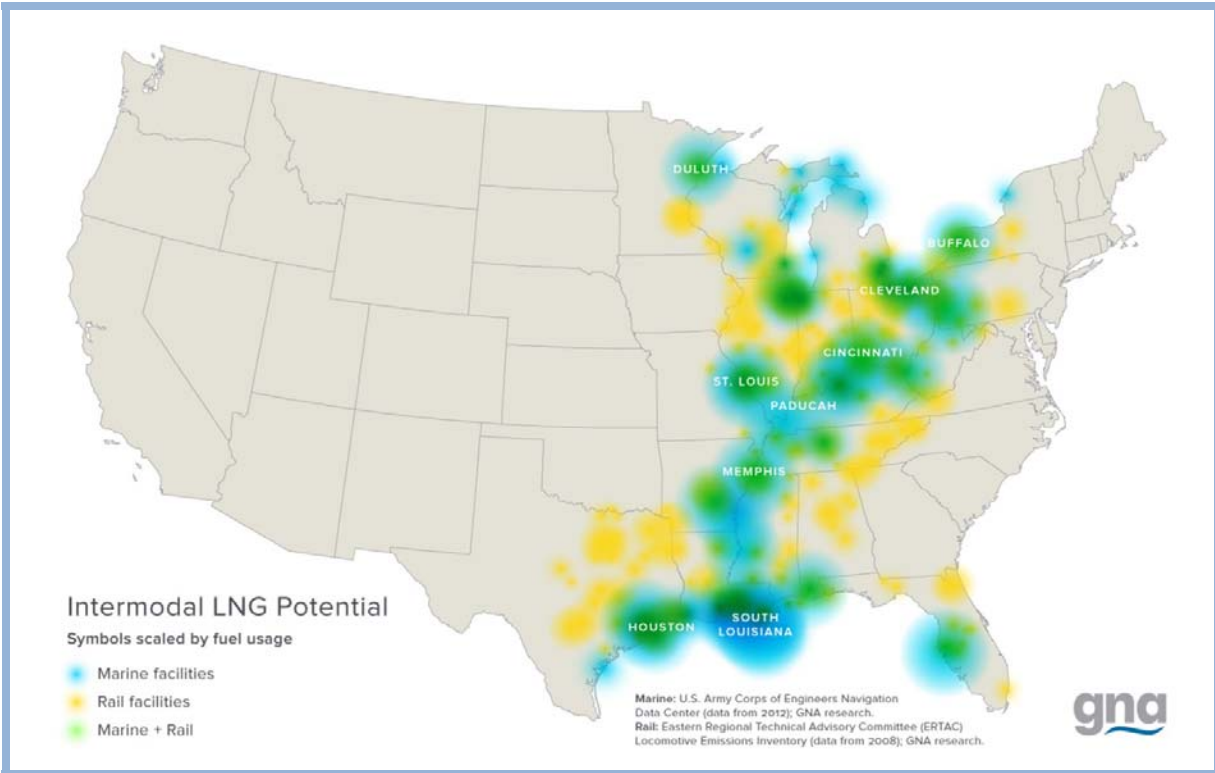 DULUTH
BUFFALO
CLEVELAND
CINCINNATI
ST. LOUIS
PADUCAH
MEMPHIS
HOUSTON
SOUTH
LOUISIANA
Intermodal LNG Potential
Symbols scaled by fuel usage
Marine facilities
Rail facilities
Marine + Rail
Marine: U.S. Army Corps of Engineers Navigation
Data Center (data from 2012); GNA research.
Rail: Eastern Regional Technical Advisory Committee (ERTAC)
Locomotive Emissions Inventory (data from 2008); GNA research.
gna